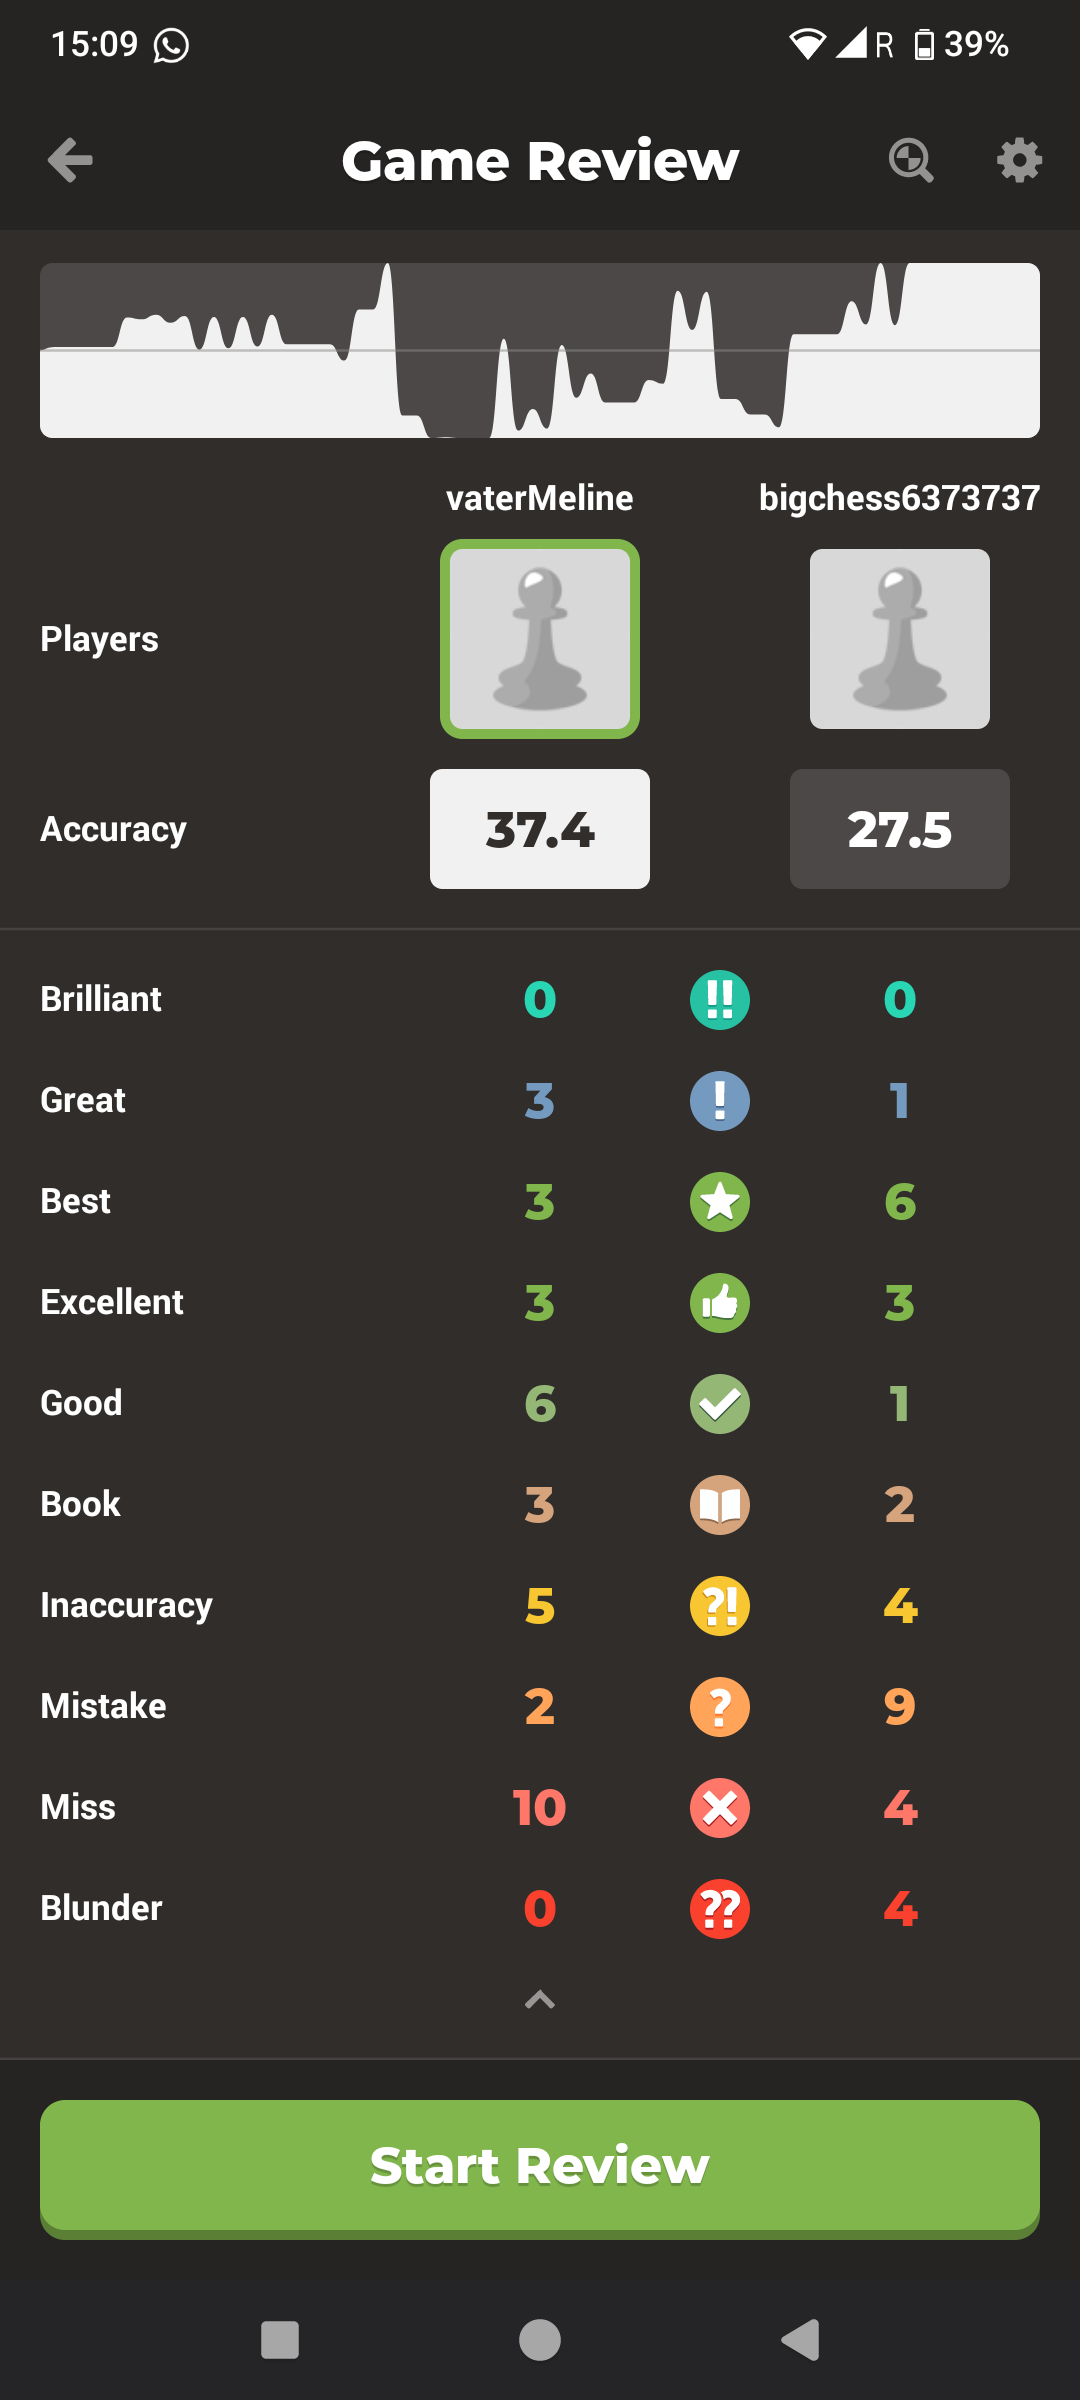 15:09 R 39%
Game Review
vaterMeline bigchess6373737
Players
Accuracy 37.4 27.5
Brilliant 0 !! 0
Great 3 ! 1
Best 3 6
Excellent 3 3
Good 6 1
Book 3 2
Inaccuracy 5 ?! 4
Mistake 2 ? 9
Miss 10 4
Blunder 0 ?? 4
Start Review